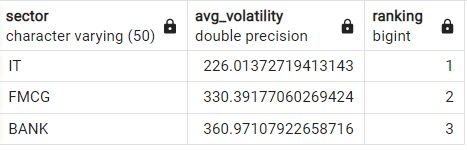 sector avg_volatility ranking
character varying (50) double precision bigint
IT 226.01372719413143 1
FMCG 330.39177060269424 2
BANK 360.97107922658716 3